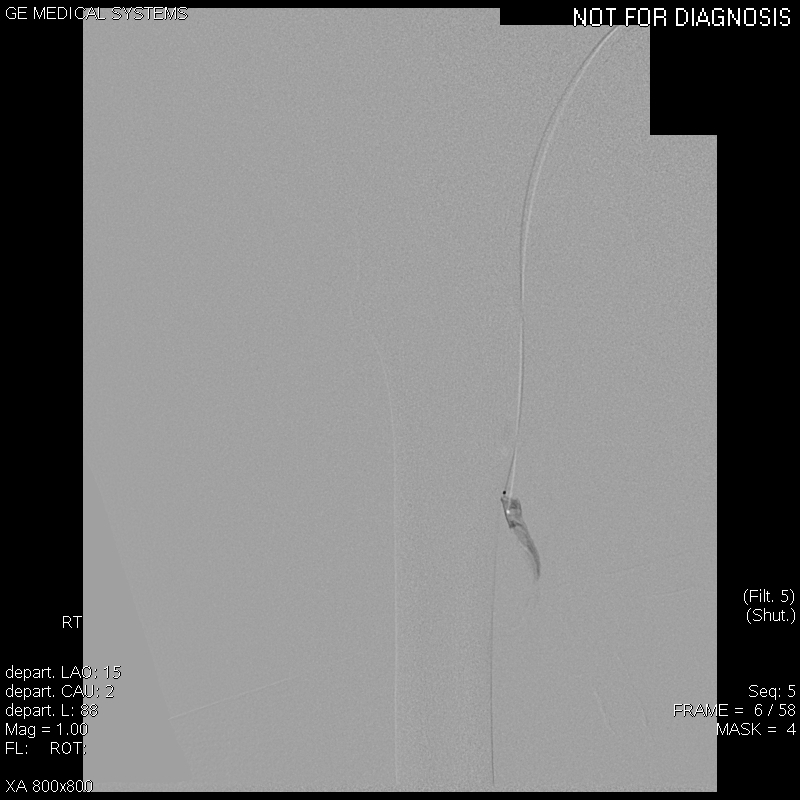 GE MEDICAL SYSTEMS
NOT FOR DIAGNOSIS
(Filt. 5)
(Shut.)
RT
depart. LAO: 15
depart. CAU: 2
depart. L: 88
Mag = 1.00
FL: ROT:
Seq: 5
FRAME = 6 / 58
MASK = 4
XA 800x800